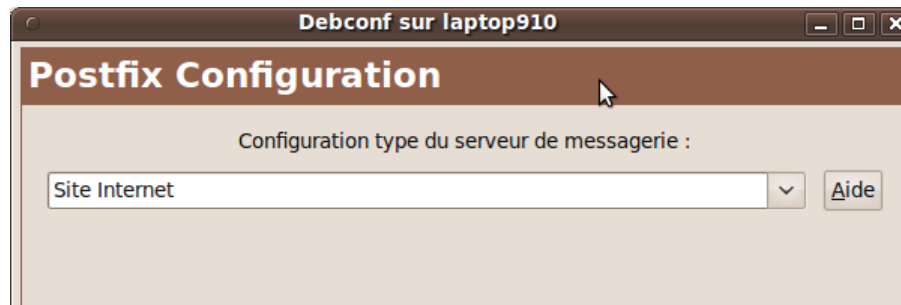 Debconf sur laptop910
Postfix Configuration
Configuration type du serveur de messagerie :
Site Internet
Aide